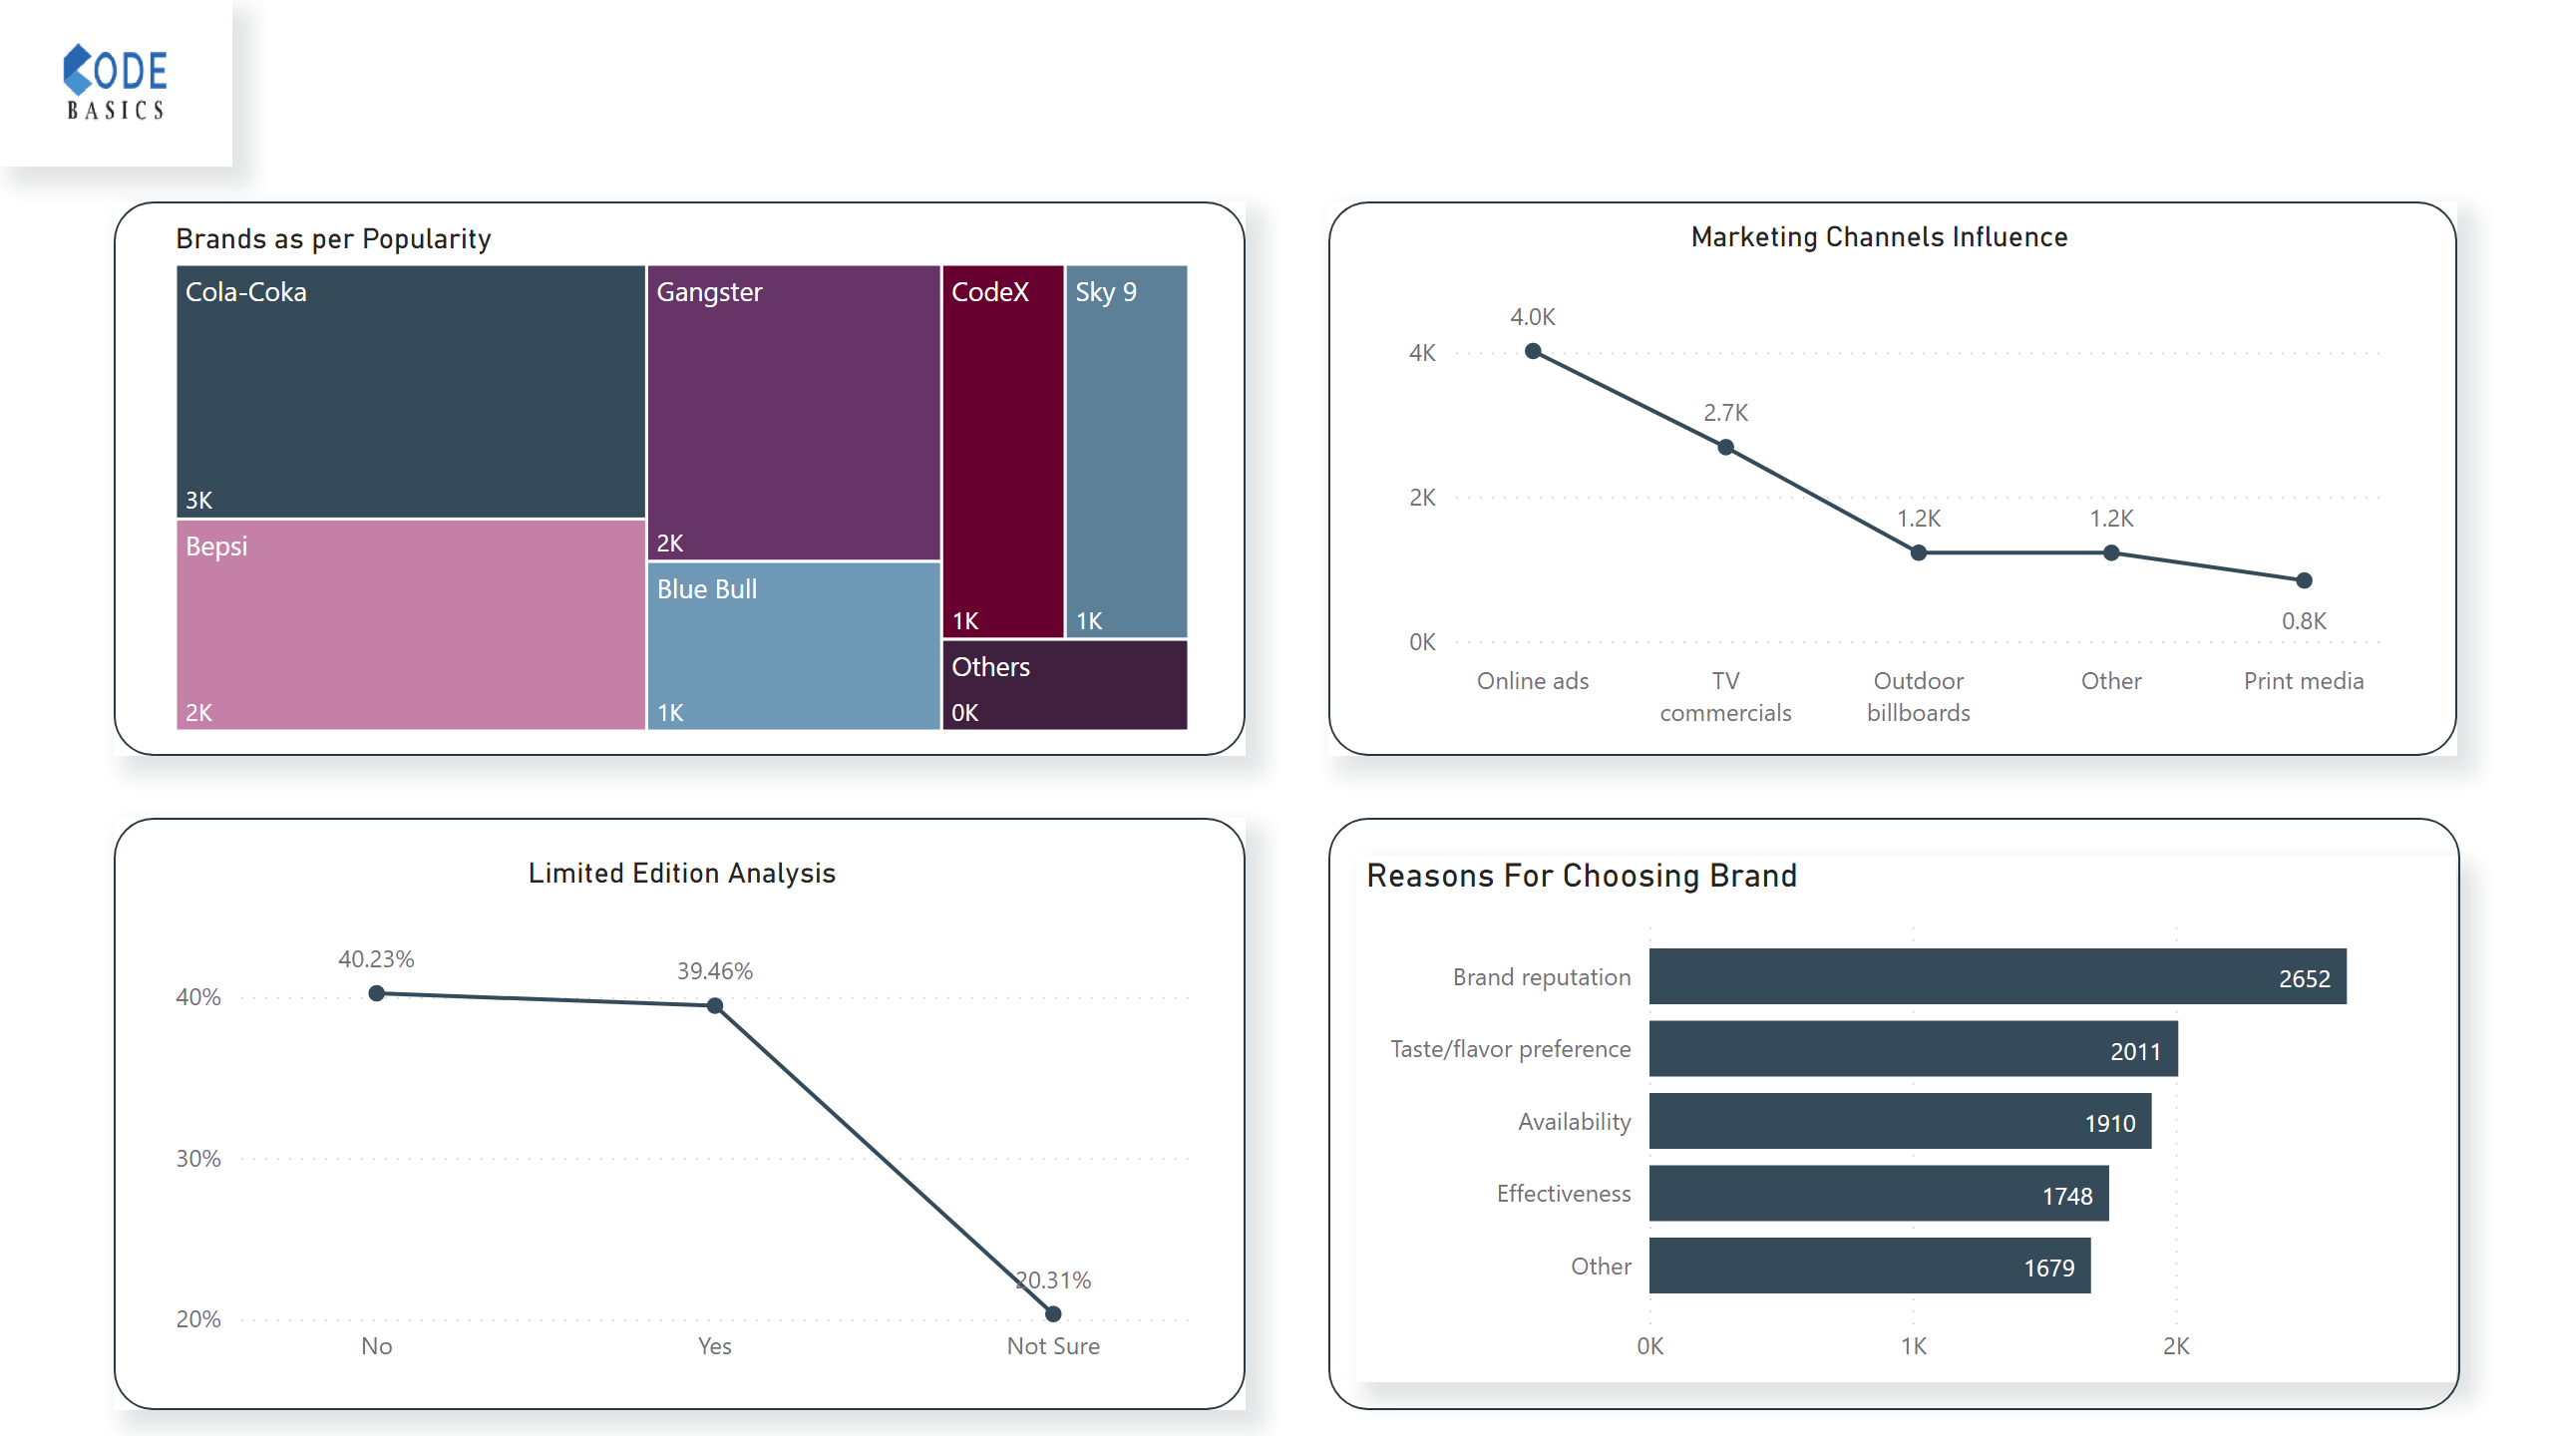 CODE
BASICS
Brands as per Popularity
Cola-Coka
3K
Bepsi
2K
Gangster
2K
Blue Bull
1K
CodeX
1K
Sky 9
1K
Others
0K
Marketing Channels Influence
4K
2K
0K
4.0K
2.7K
1.2K
1.2K
0.8K
Online ads
TV
commercials
Outdoor
billboards
Other
Print media
Limited Edition Analysis
40%
30%
20%
40.23%
39.46%
20.31%
No
Yes
Not Sure
Reasons For Choosing Brand
Brand reputation 2652
Taste/flavor preference 2011
Availability 1910
Effectiveness 1748
Other 1679
0K 1K 2K